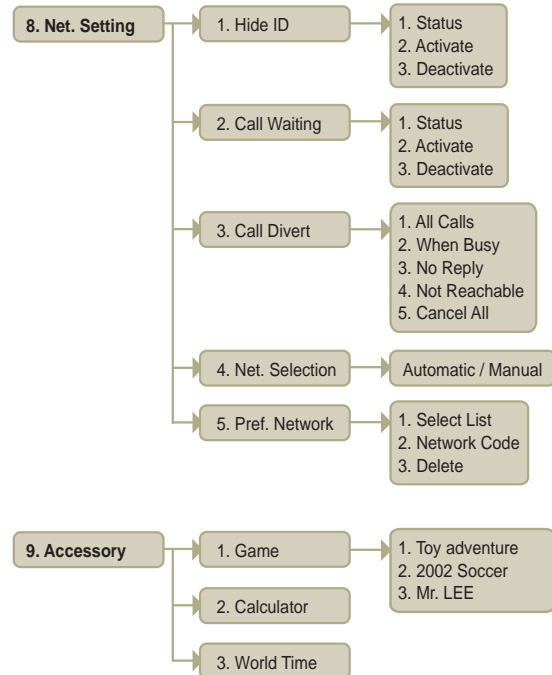 8. Net. Setting
1. Hide ID
1. Status
2. Activate
3. Deactivate
2. Call Waiting
1. Status
2. Activate
3. Deactivate
3. Call Divert
1. All Calls
2. When Busy
3. No Reply
4. Not Reachable
5. Cancel All
4. Net. Selection
Automatic / Manual
5. Pref. Network
1. Select List
2. Network Code
3. Delete
9. Accessory
1. Game
1. Toy adventure
2. 2002 Soccer
3. Mr. LEE
2. Calculator
3. World Time